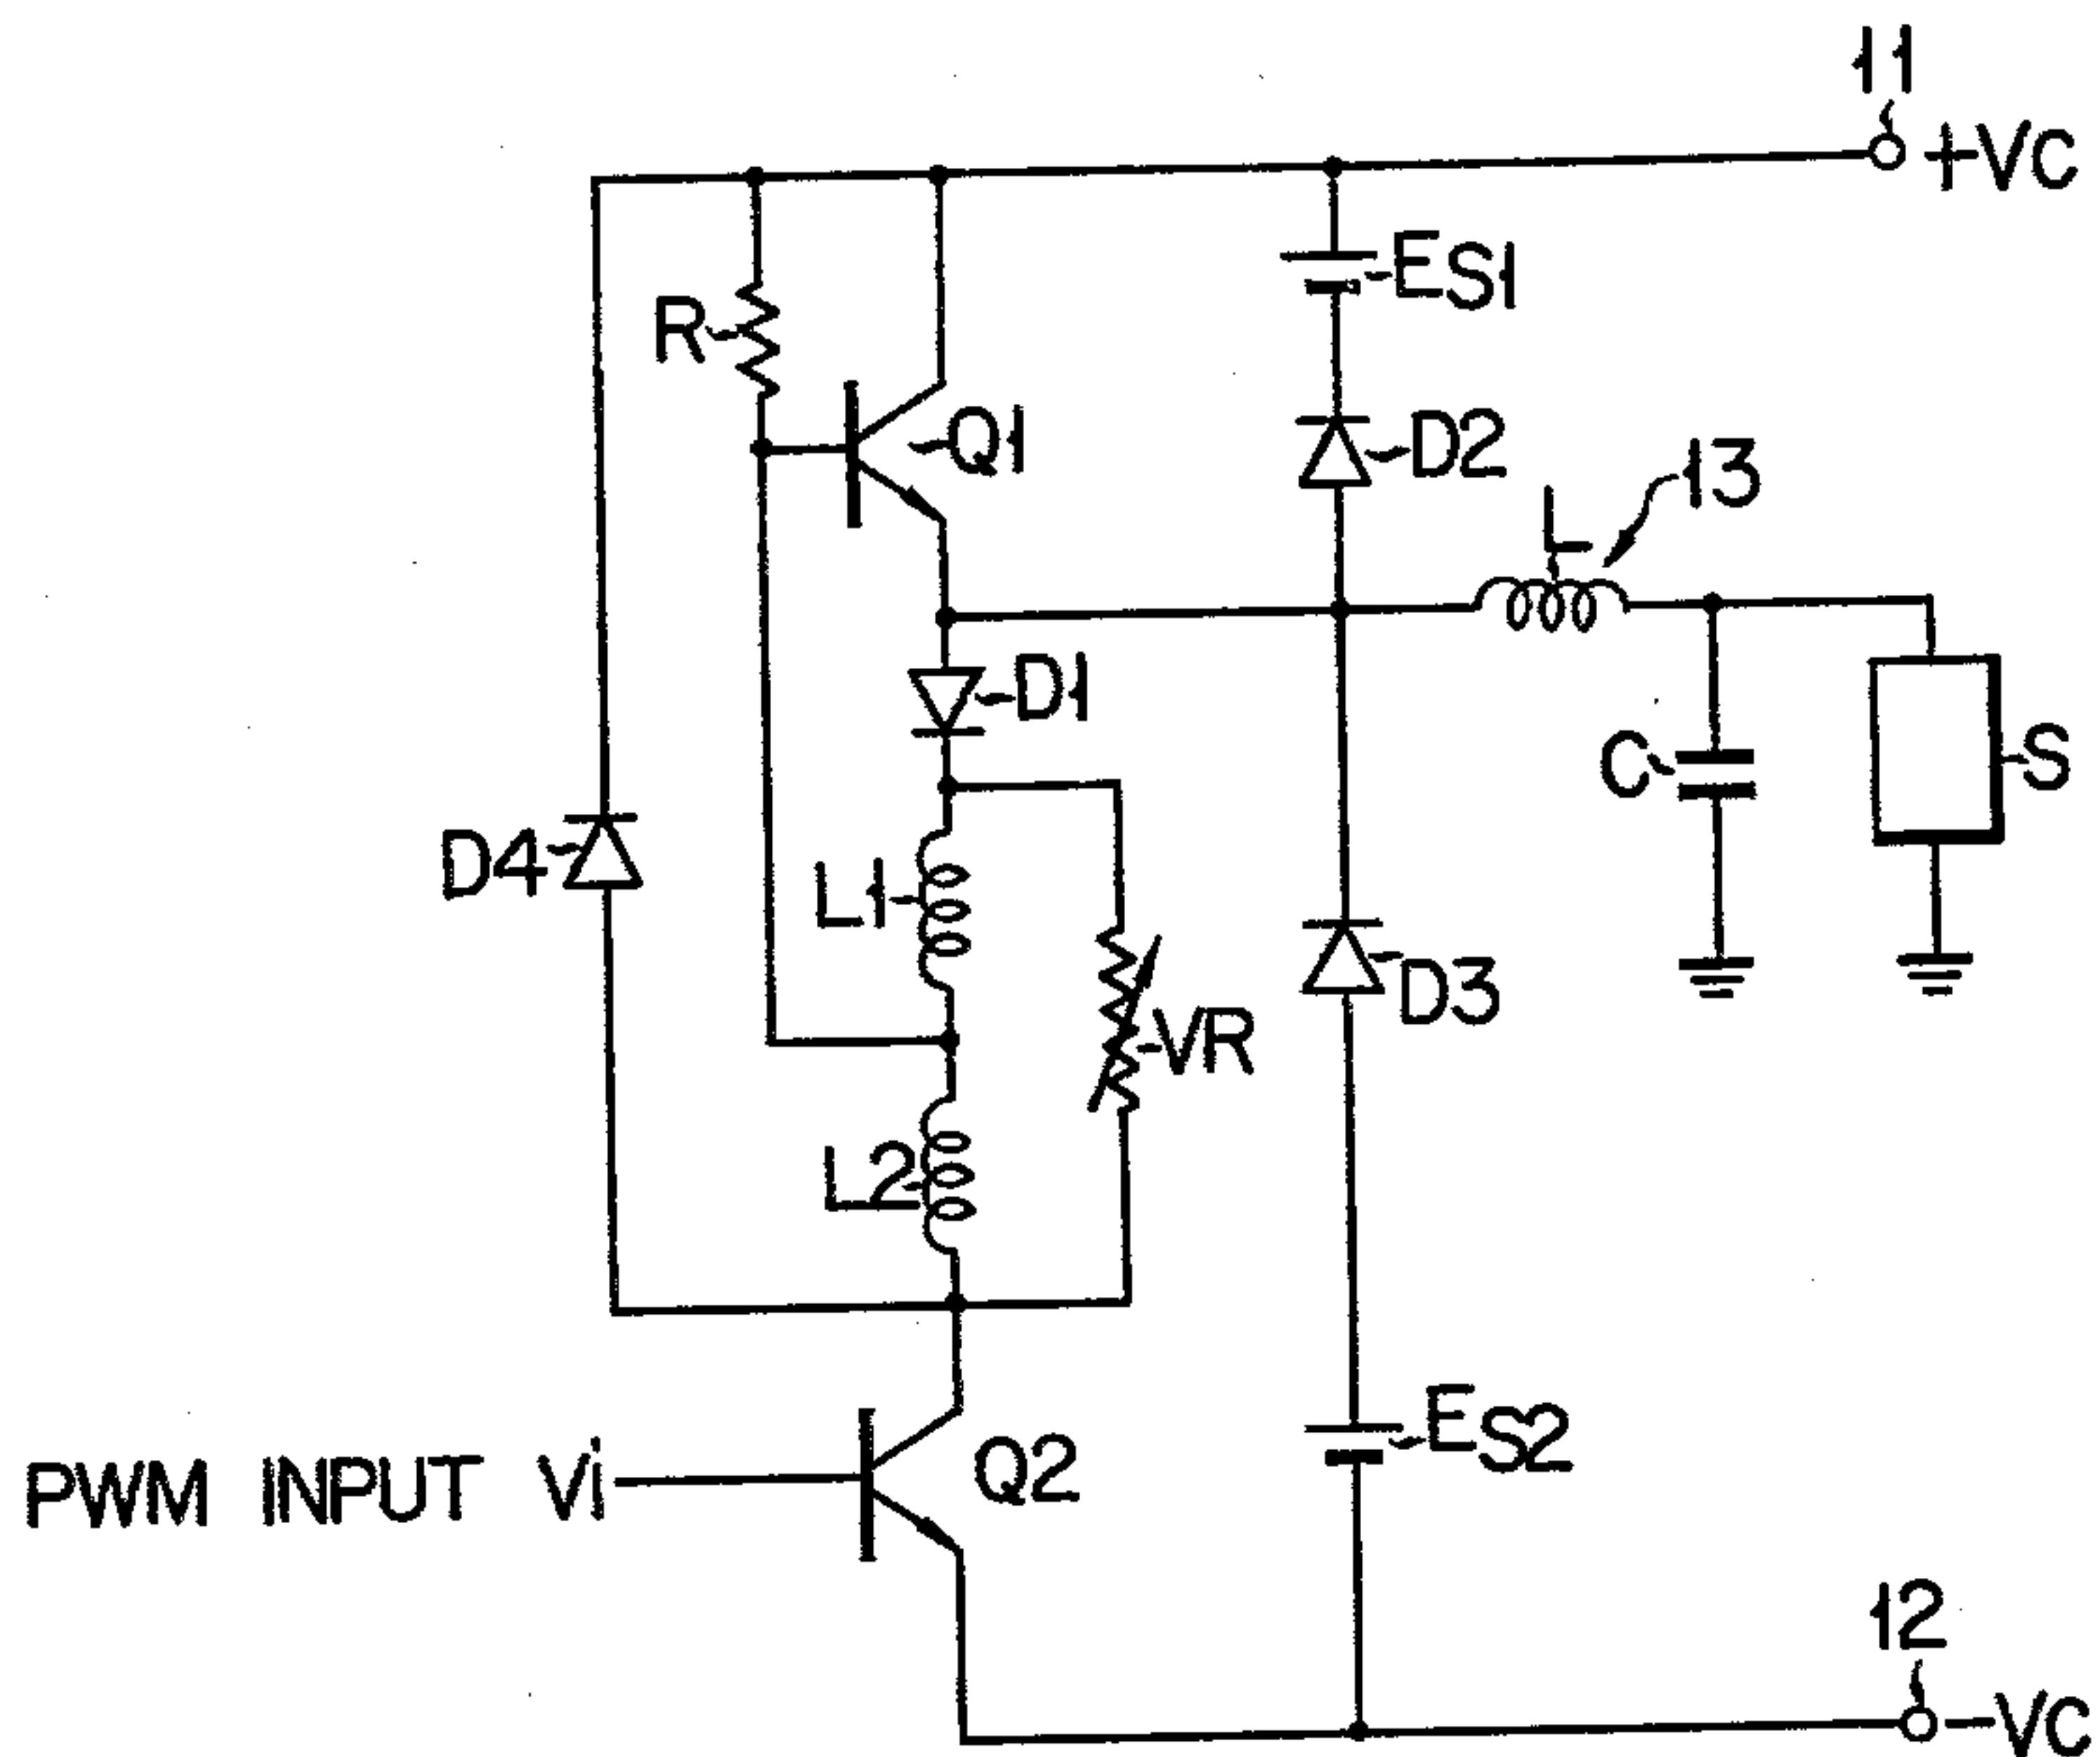 11
+VC
R
ES1
Q1
D2
L
13
D1
C
S
D4
L1
D3
VR
L2
ES2
PWM INPUT Vi
Q2
12
-VC